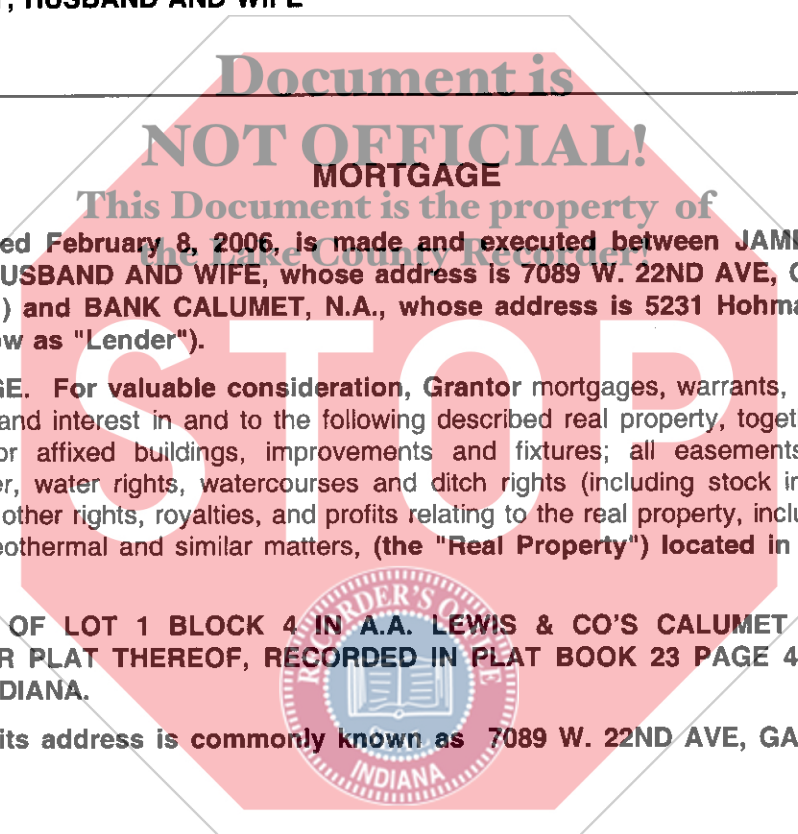 , HUSBAND AND WIFE
Document is
NOT OFFICIAL!
MORTGAGE
This Document is the property of
the Lake County Recorder!
ed February 8, 2006, is made and executed between JAM
USBAND AND WIFE, whose address is 7089 W. 22ND AVE,
) and BANK CALUMET, N.A., whose address is 5231 Hohma
ow as "Lender").
GE. For valuable consideration, Grantor mortgages, warrants,
and interest in and to the following described real property, toget
or affixed buildings, improvements and fixtures; all easements
er, water rights, watercourses and ditch rights (including stock in
other rights, royalties, and profits relating to the real property, inclu
eothermal and similar matters, (the "Real Property") located in
STOP
OF LOT 1 BLOCK 4 IN A.A. LEWIS & CO'S CALUMET
R PLAT THEREOF, RECORDED IN PLAT BOOK 23 PAGE 4
NDIANA.
its address is commonly known as 7089 W. 22ND AVE, GA
RECORDER'S OFFICE
INDIANA